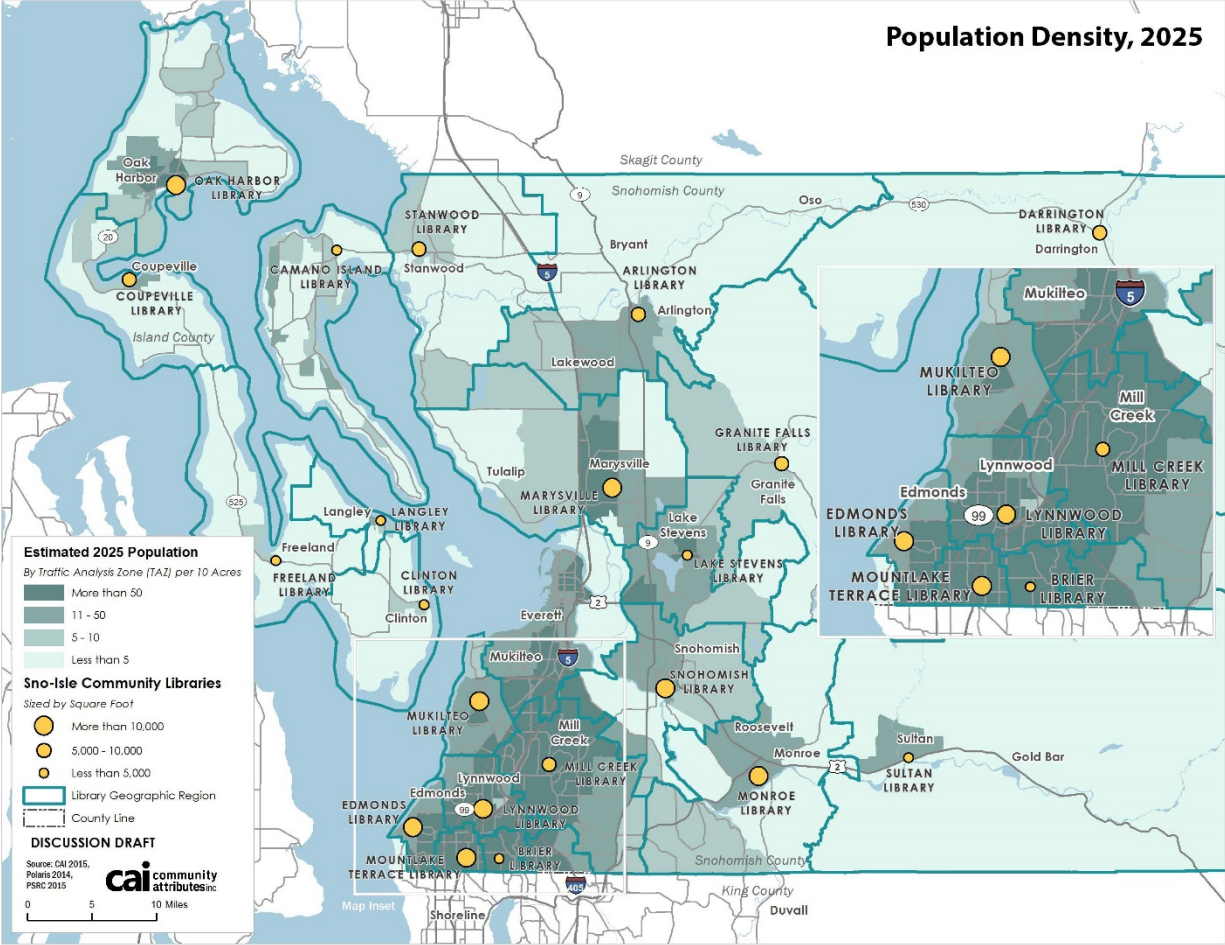 Population Density, 2025
Skagit County
Snohomish County
9
Oso
530
DARRINGTON
LIBRARY
Darrington
Oak
Harbor
OAK HARBOR
LIBRARY
20
Coupeville
COUPEVILLE
LIBRARY
Island County
CAMANO ISLAND
LIBRARY
STANWOOD
LIBRARY
Stanwood
5
Bryant
ARLINGTON
LIBRARY
Arlington
Lakewood
Tulalip
Marysville
MARYSVILLE
LIBRARY
GRANITE FALLS
LIBRARY
Granite
Falls
Lake
Stevens
9
LAKE STEVENS
LIBRARY
525
Langley
LANGLEY
LIBRARY
Freeland
FREELAND
LIBRARY
CLINTON
LIBRARY
Clinton
Everett
2
Mukilteo
5
MUKILTEO
LIBRARY
Mill
Creek
MILL CREEK
LIBRARY
Lynnwood
Edmonds
99
LYNNWOOD
LIBRARY
EDMONDS
LIBRARY
MOUNTLAKE
TERRACE LIBRARY
BRIER
LIBRARY
405
Map Inset
Shoreline
Snohomish
SNOHOMISH
LIBRARY
Roosevelt
Monroe
MONROE
LIBRARY
2
Sultan
SULTAN
LIBRARY
Gold Bar
Snohomish County
King County
Duvall
Mukilteo
5
MUKILTEO
LIBRARY
Mill
Creek
MILL CREEK
LIBRARY
Lynnwood
Edmonds
99
LYNNWOOD
LIBRARY
EDMONDS
LIBRARY
MOUNTLAKE
TERRACE LIBRARY
BRIER
LIBRARY
Estimated 2025 Population
By Traffic Analysis Zone (TAZ) per 10 Acres
More than 50
11 - 50
5 - 10
Less than 5
Sno-Isle Community Libraries
Sized by Square Foot
More than 10,000
5,000 - 10,000
Less than 5,000
Library Geographic Region
County Line
DISCUSSION DRAFT
Source: CAI 2015,
Polaris 2014,
PSRC 2015
cai community
attributes inc
0 5 10 Miles